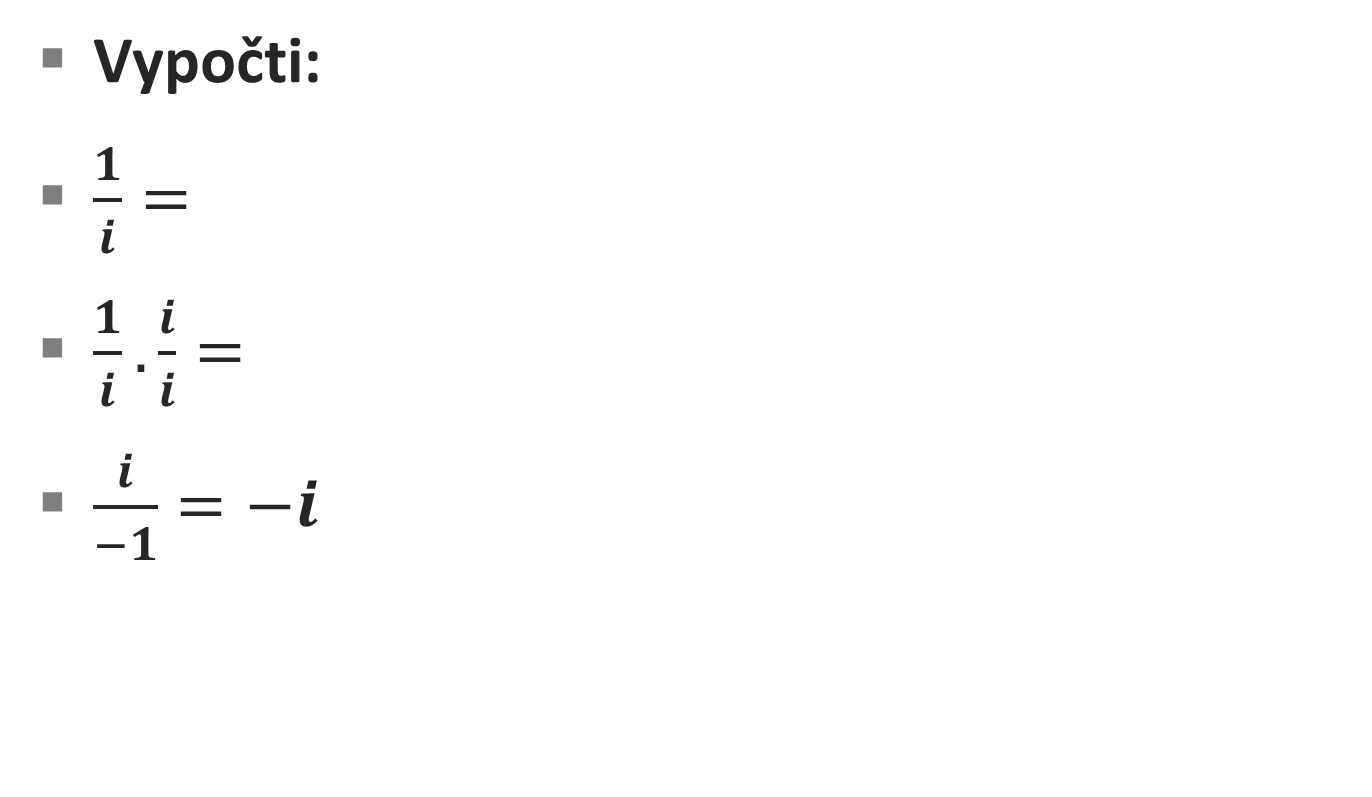 ▪ Vypočti:
▪ 1/i =
▪ 1/i . i/i =
▪ i/−1 = −i